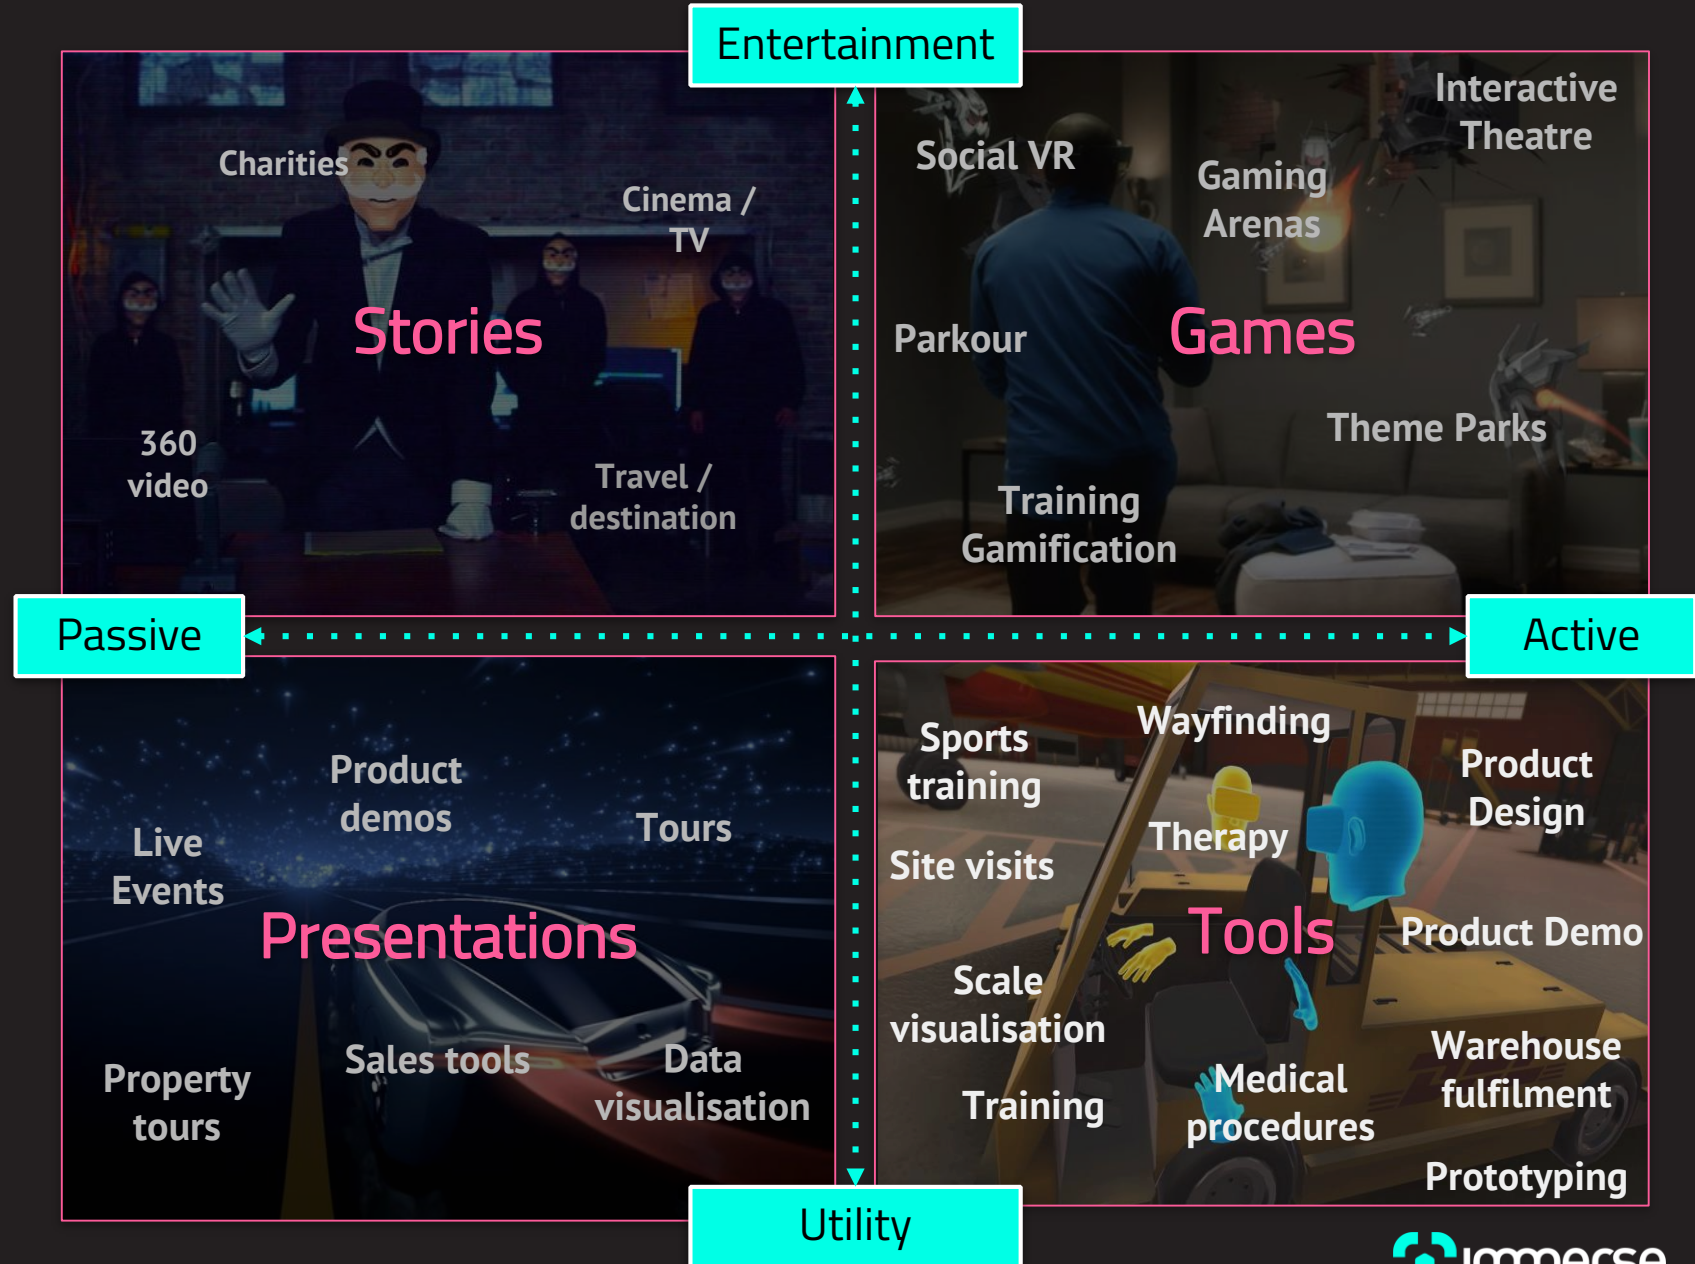 Entertainment
Charities
Cinema /
TV
Stories
360
video
Travel /
destination
Interactive
Theatre
Social VR
Gaming
Arenas
Parkour
Games
Theme Parks
Training
Gamification
Passive
Active
Product
demos
Live
Events
Tours
Presentations
Property
tours
Sales tools
Data
visualisation
Sports
training
Wayfinding
Product
Design
Therapy
Site visits
Tools
Product Demo
Scale
visualisation
Warehouse
fulfilment
Training
Medical
procedures
Prototyping
Utility
immerse